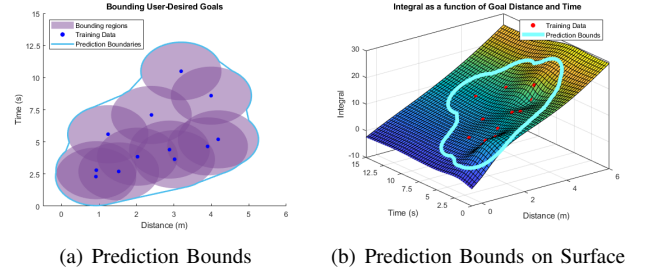 Bounding User-Desired Goals
Bounding regions
Training Data
Prediction Boundaries
15
12.5
10
7.5
5
2.5
0
Time (s)
0
1
2
3
4
5
6
Distance (m)
(a) Prediction Bounds
Integral as a function of Goal Distance and Time
Training Data
Prediction Bounds
30
20
10
0
-10
Integral
15
12.5
10
7.5
5
2.5
0
Time (s)
0
2
4
6
Distance (m)
(b) Prediction Bounds on Surface